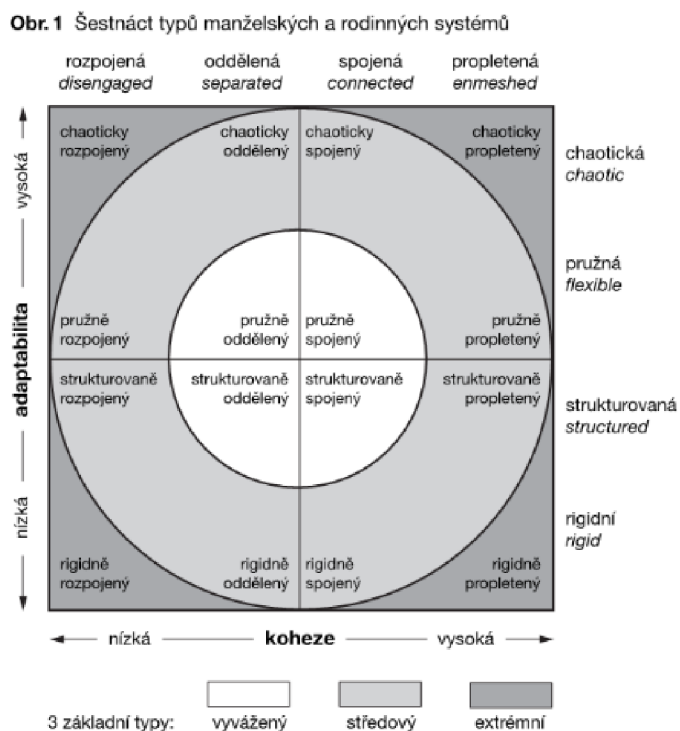 Obr. 1 Šestnáct typů manželských a rodinných systémů
rozpojená oddělená spojená propletená
disengaged separated connected enmeshed
chaoticky chaoticky chaoticky chaoticky
rozpojený oddělený spojený propletený
chaotická
chaotic
vysoká
pružná
flexible
pružně pružně pružně pružně
rozpojený oddělený spojený propletený
adaptabilita
strukturovaně strukturovaně strukturovaně strukturovaně
rozpojený oddělený spojený propletený
strukturovaná
structured
nízká
rigidní
rigid
rigidně rigidně rigidně rigidně
rozpojený oddělený spojený propletený
nízká koheze vysoká
3 základní typy: vyvážený středový extrémní